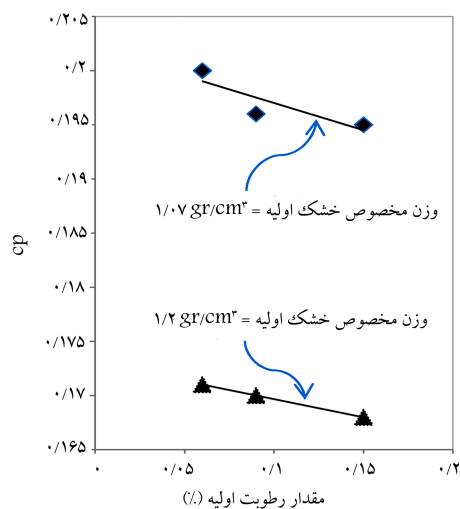 ۰/۲۰۵
۰/۲
۰/۱۹۵
۰/۱۹
۰/۱۸۵
۰/۱۸
۰/۱۷۵
۰/۱۷
۰/۱۶۵
cp
وزن مخصوص خشک اولیه = ۱/۰۷ gr/cm³
وزن مخصوص خشک اولیه = ۱/۲ gr/cm³
۰ ۰/۰۵ ۰/۱ ۰/۱۵ ۰/۲
مقدار رطوبت اولیه (٪)